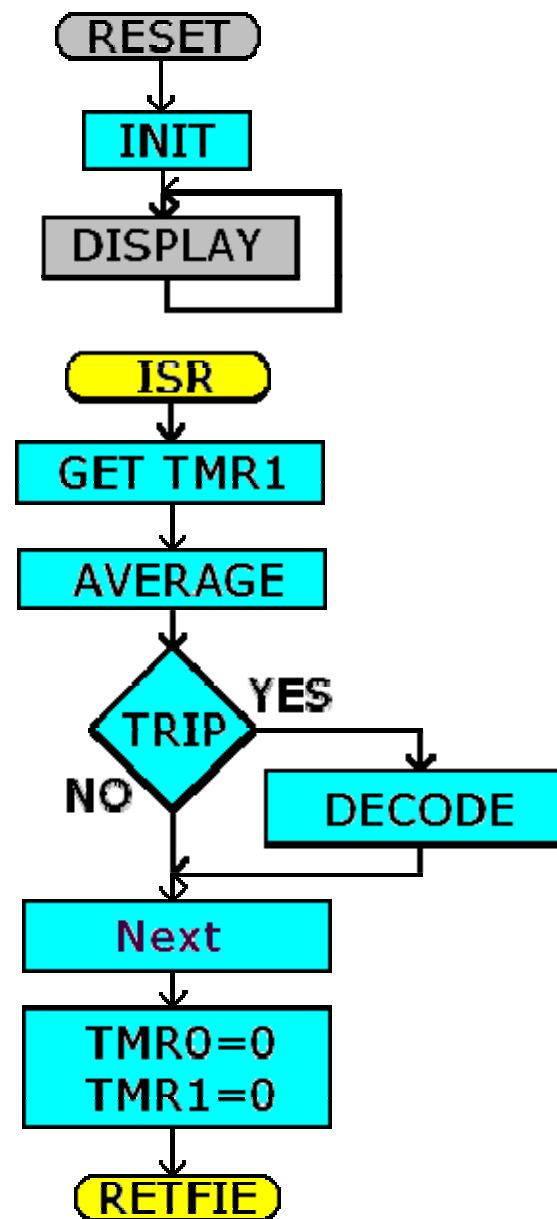 RESET
INIT
DISPLAY
ISR
GET TMR1
AVERAGE
TRIP
YES
NO
DECODE
Next
TMR0=0
TMR1=0
RETFIE